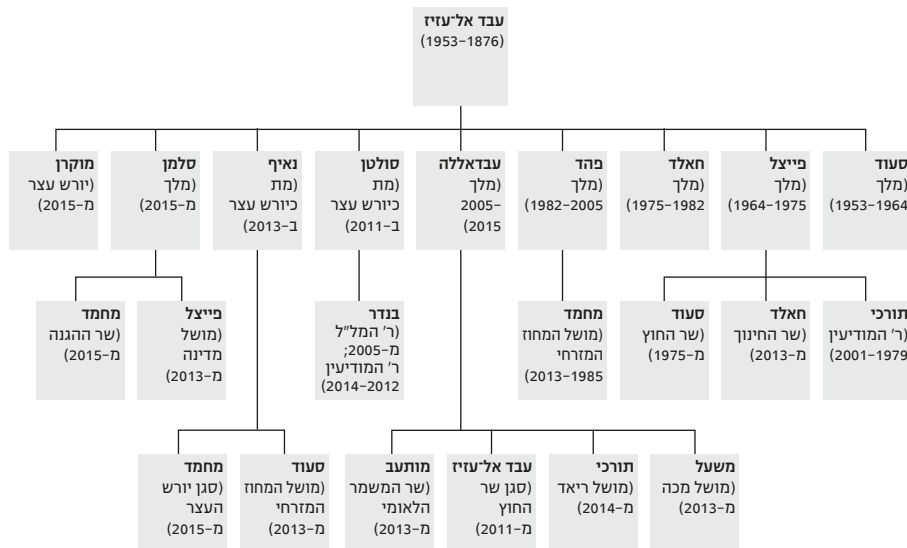 עבד אל־עזיז
(1953–1876)
סעוד
(מלך
(1953–1964
פייצל
(מלך
(1964–1975
חאלד
(מלך
(1975–1982
פהד
(מלך
(1982–2005
עבדאללה
(מלך
2005–
2015)
סולטן
(מת
כיורש עצר
ב–2011)
נאיף
(מת
כיורש עצר
ב–2013)
סלמן
(מלך
מ–2015)
מוקרן
(יורש עצר
מ–2015)
תורכי
(ר' המודיעין
(2001–1979
חאלד
(שר החינוך
מ–2013)
סעוד
(שר החוץ
מ–1975)
מחמד
(מושל המחוז
המזרחי
(2013–1985
בנדר
(ר' המל"ל
מ–2005;
ר' המודיעין
(2014–2012
פייצל
(מושל
מדינה
מ–2013)
מחמד
(שר ההגנה
מ–2015)
משעל
(מושל מכה
מ–2013)
תורכי
(מושל ריאד
מ–2014)
עבד אל־עזיז
(סגן שר
החוץ
מ–2011)
מותעב
(שר המשמר
הלאומי
מ–2013)
סעוד
(מושל המחוז
המזרחי
מ–2013)
מחמד
(סגן יורש
העצר
מ–2015)